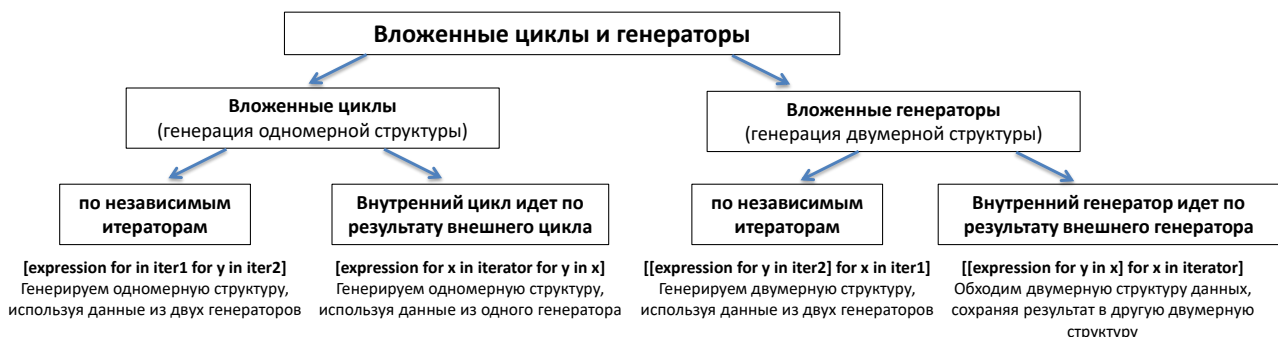 Вложенные циклы и генераторы
Вложенные циклы
(генерация одномерной структуры)
Вложенные генераторы
(генерация двумерной структуры)
по независимым
итераторам
Внутренний цикл идет по
результату внешнего цикла
по независимым
итераторам
Внутренний генератор идет по
результату внешнего генератора
[expression for in iter1 for y in iter2]
Генерируем одномерную структуру,
используя данные из двух генераторов
[expression for x in iterator for y in x]
Генерируем одномерную структуру,
используя данные из одного генератора
[[expression for y in iter2] for x in iter1]
Генерируем двумерную структуру,
используя данные из двух генераторов
[[expression for y in x] for x in iterator]
Обходим двумерную структуру данных,
сохраняя результат в другую двумерную
структуру